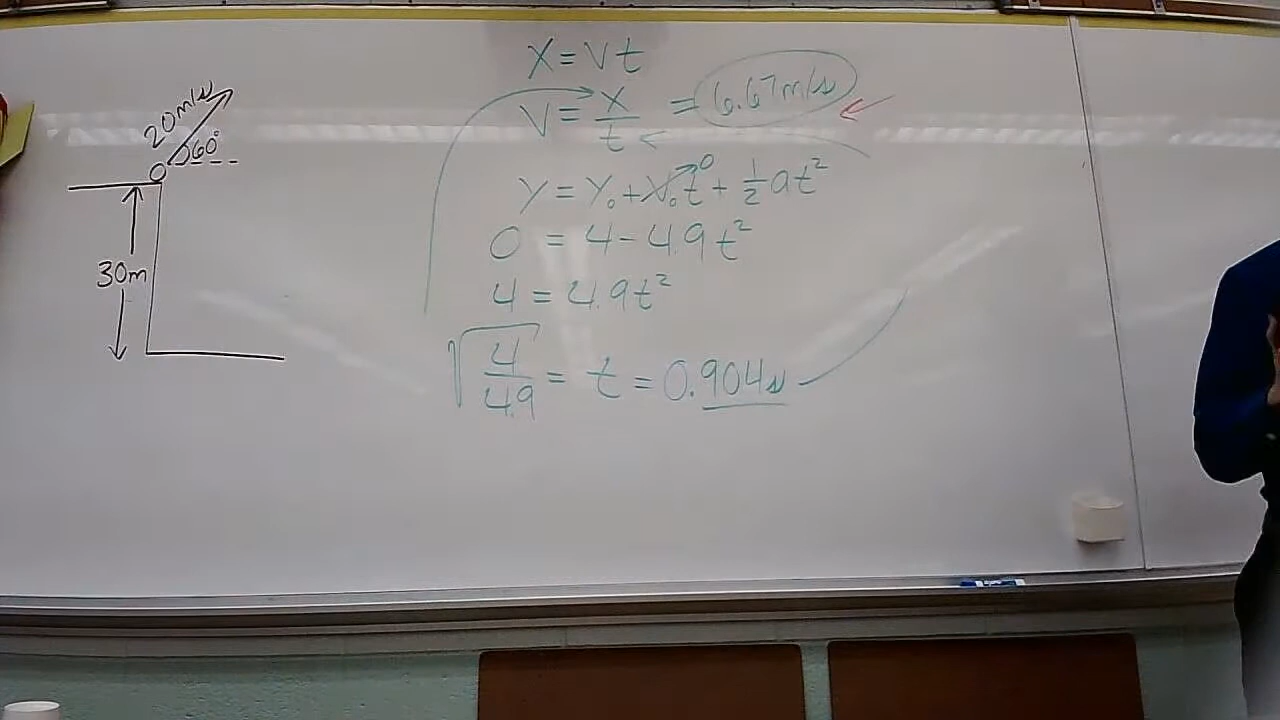 20m/s
60°
30m
X = Vt
V = X/t = 6.67m/s
y = y₀ + V₀t⁰ + ½at²
0 = 4 - 4.9t²
4 = 4.9t²
√(4/4.9) = t = 0.904s